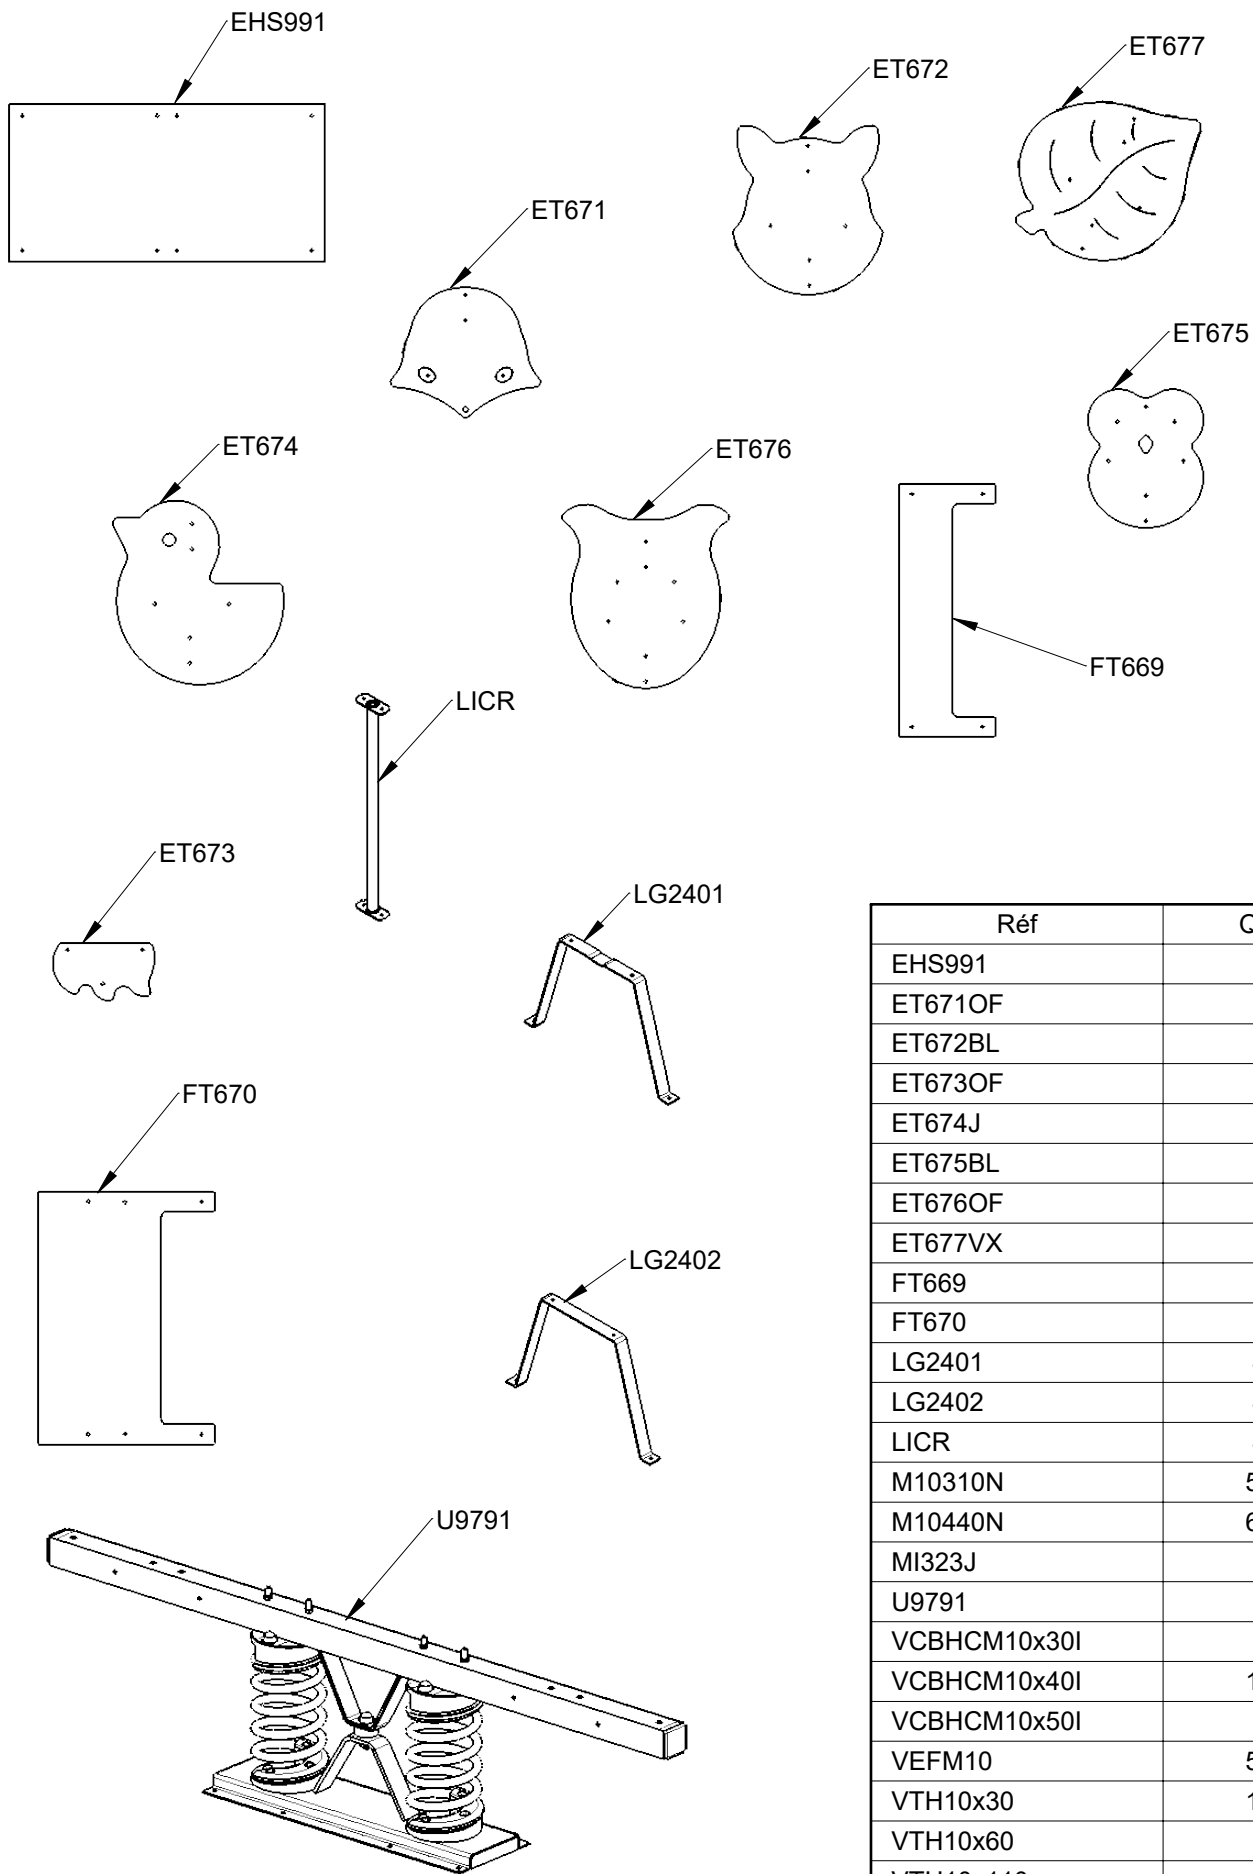 EHS991
ET677
ET672
ET671
ET675
ET674
ET676
FT669
LICR
ET673
LG2401
FT670
LG2402
U9791
Réf
EHS991
ET671OF
ET672BL
ET673OF
ET674J
ET675BL
ET676OF
ET677VX
FT669
FT670
LG2401
LG2402
LICR
M10310N
M10440N
MI323J
U9791
VCBHCM10x30I
VCBHCM10x40I
VCBHCM10x50I
VEFM10
VTH10x30
VTH10x60